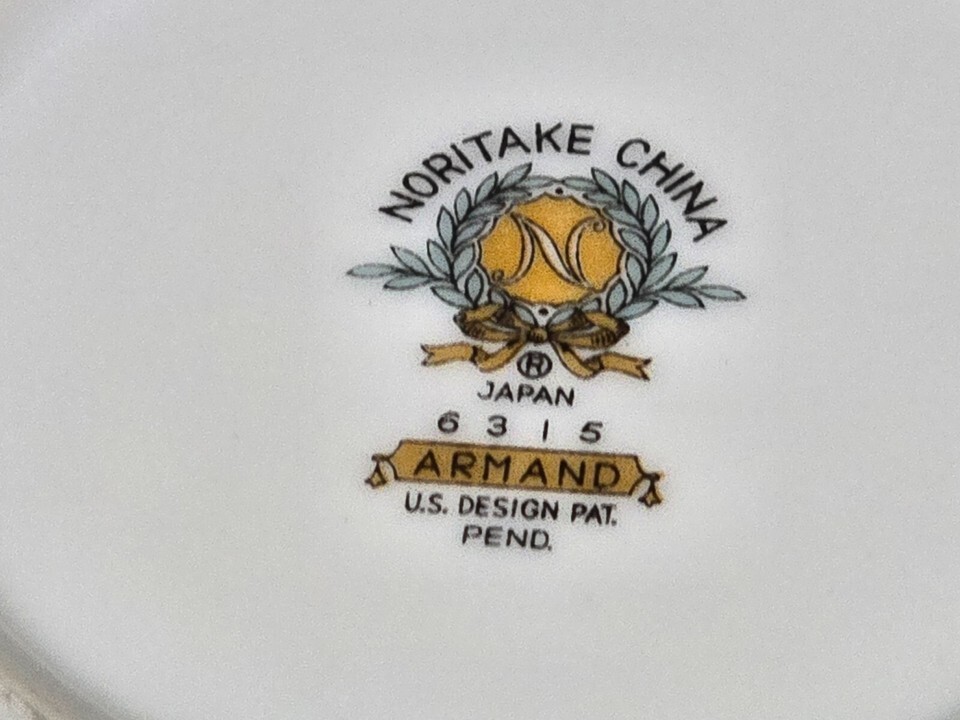 NORITAKE CHINA
N
®
JAPAN
6315
ARMAND
U.S. DESIGN PAT.
PEND.